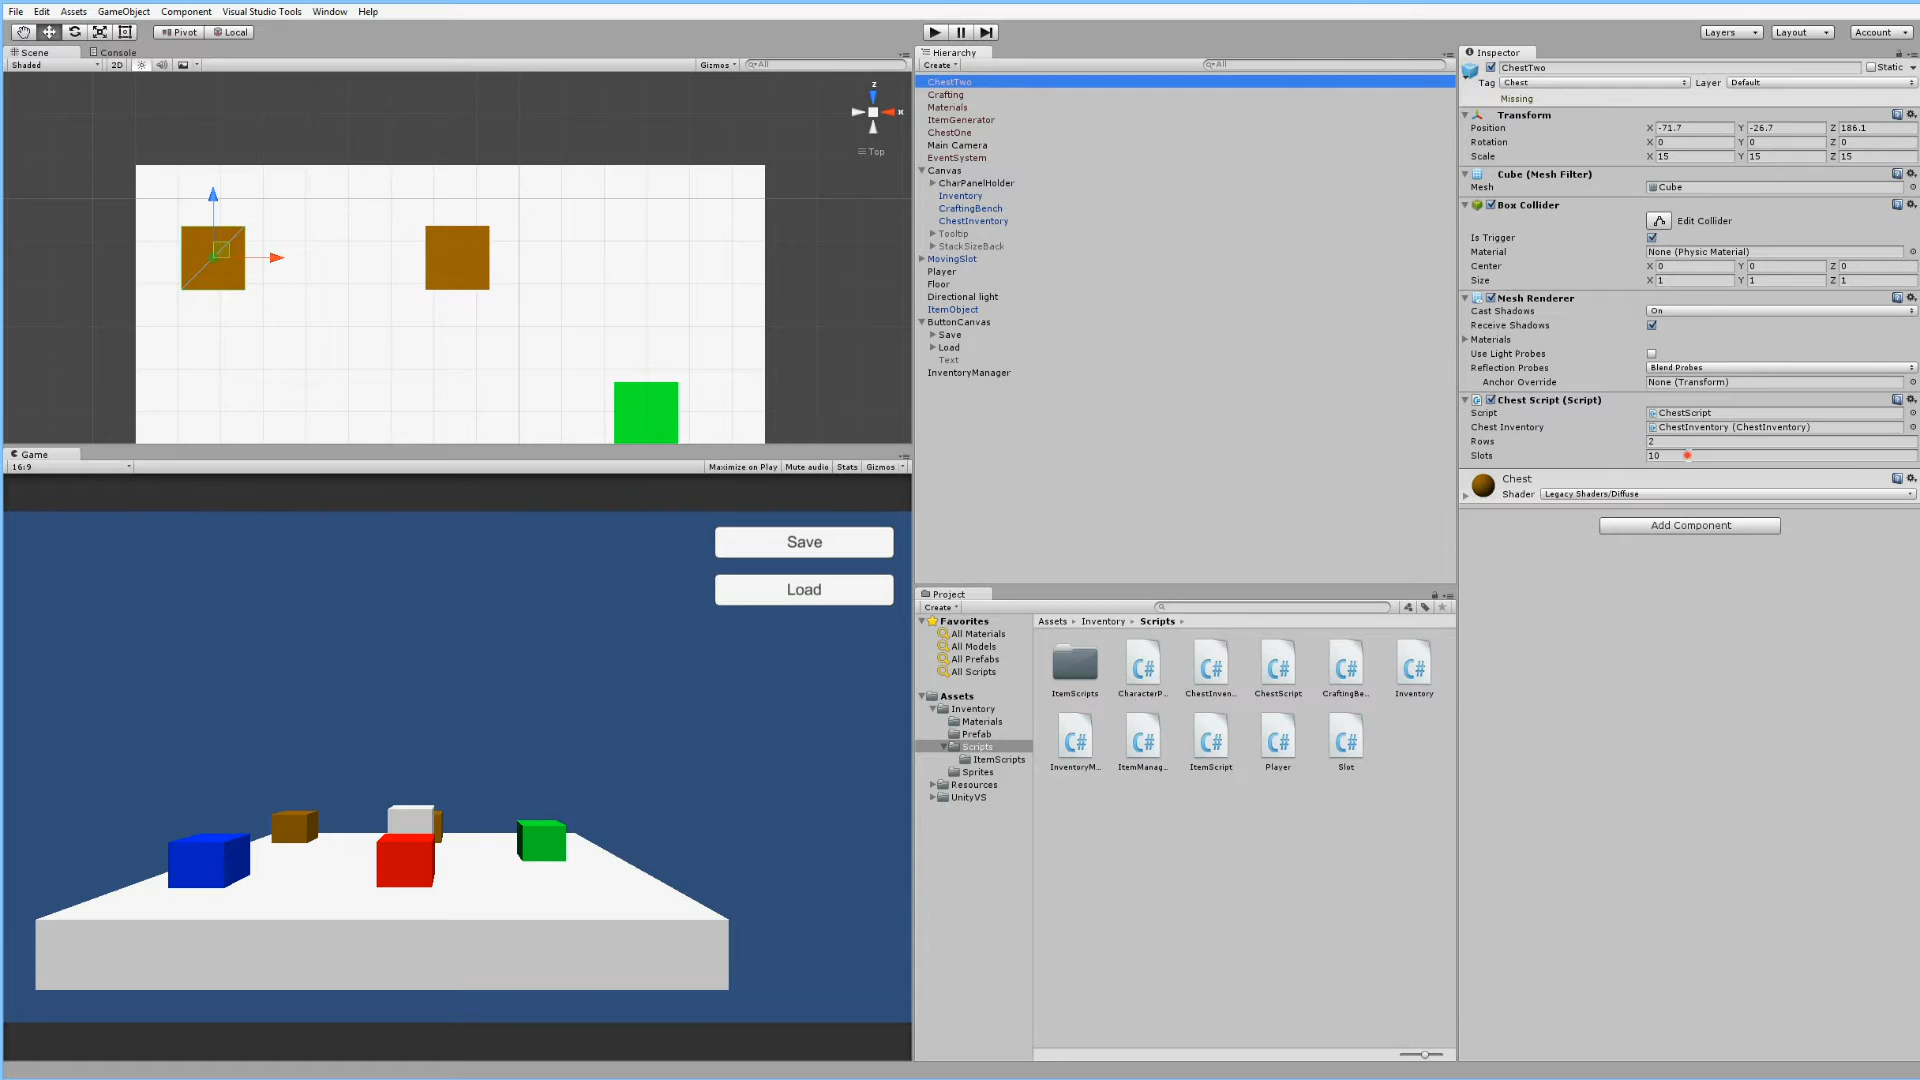 File Edit Assets GameObject Component Visual Studio Tools Window Help
Pivot Local
Layers Layout Account
Scene Console
Shaded 2D Gizmos All
z
x
Top
Game
16:9 Maximize on Play Mute audio Stats Gizmos
Save
Load
Hierarchy
Create All
ChestTwo
Crafting
Materials
ItemGenerator
ChestOne
Main Camera
EventSystem
Canvas
CharPanelHolder
Inventory
CraftingBench
ChestInventory
Tooltip
StackSizeBack
MovingSlot
Player
Floor
Directional light
ItemObject
ButtonCanvas
Save
Load
Text
InventoryManager
Project
Create
Favorites
All Materials
All Models
All Prefabs
All Scripts
Assets
Inventory
Materials
Prefab
Scripts
ItemScripts
Sprites
Resources
UnityVS
Assets Inventory Scripts
C# C# C# C# C#
ItemScripts CharacterP... ChestInven... ChestScript CraftingBe... Inventory
C# C# C# C# C#
InventoryM... ItemManag... ItemScript Player Slot
Inspector
ChestTwo Static
Tag Chest Layer Default
Missing
Transform
Position X -71.7 Y -26.7 Z 186.1
Rotation X 0 Y 0 Z 0
Scale X 15 Y 15 Z 15
Cube (Mesh Filter)
Mesh Cube
Box Collider
Edit Collider
Is Trigger
Material None (Physic Material)
Center X 0 Y 0 Z 0
Size X 1 Y 1 Z 1
Mesh Renderer
Cast Shadows On
Receive Shadows
Materials
Use Light Probes
Reflection Probes Blend Probes
Anchor Override None (Transform)
Chest Script (Script)
Script ChestScript
Chest Inventory ChestInventory (ChestInventory)
Rows 2
Slots 10
Chest
Shader Legacy Shaders/Diffuse
Add Component